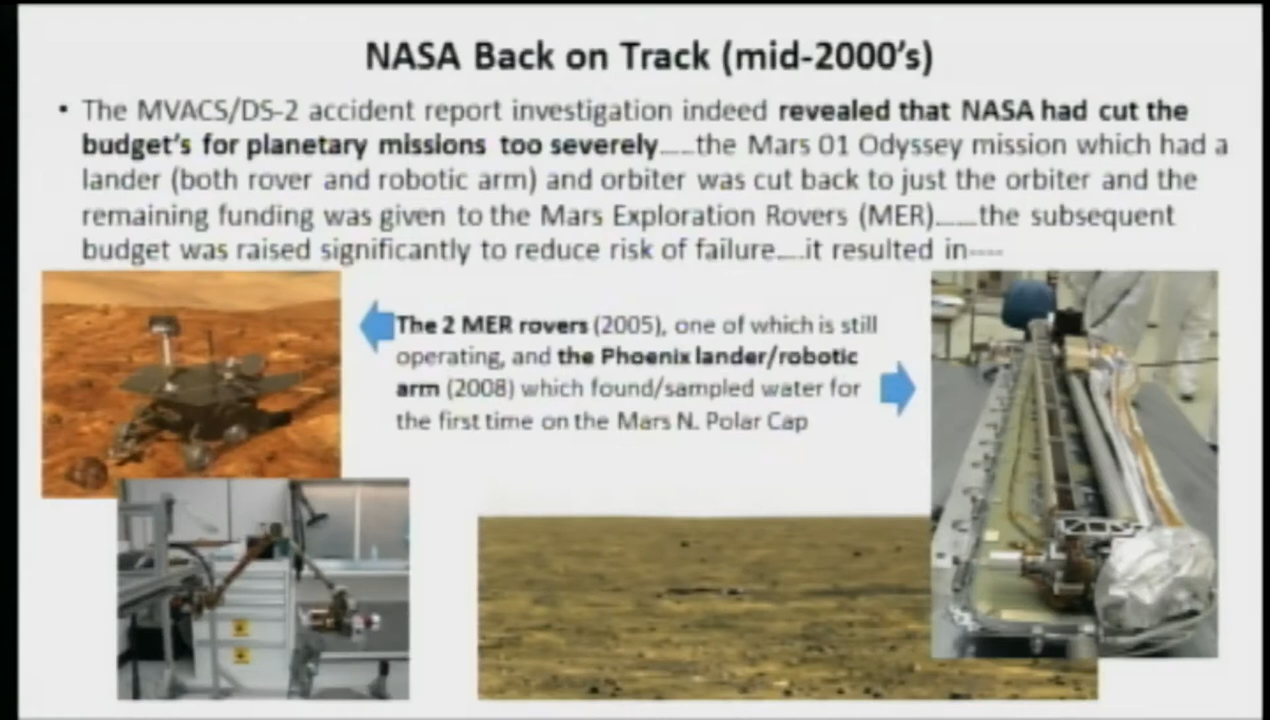 NASA Back on Track (mid-2000's)
• The MVACS/DS-2 accident report investigation indeed revealed that NASA had cut the
budget's for planetary missions too severely.....the Mars 01 Odyssey mission which had a
lander (both rover and robotic arm) and orbiter was cut back to just the orbiter and the
remaining funding was given to the Mars Exploration Rovers (MER)......the subsequent
budget was raised significantly to reduce risk of failure....it resulted in----
The 2 MER rovers (2005), one of which is still
operating, and the Phoenix lander/robotic
arm (2008) which found/sampled water for
the first time on the Mars N. Polar Cap